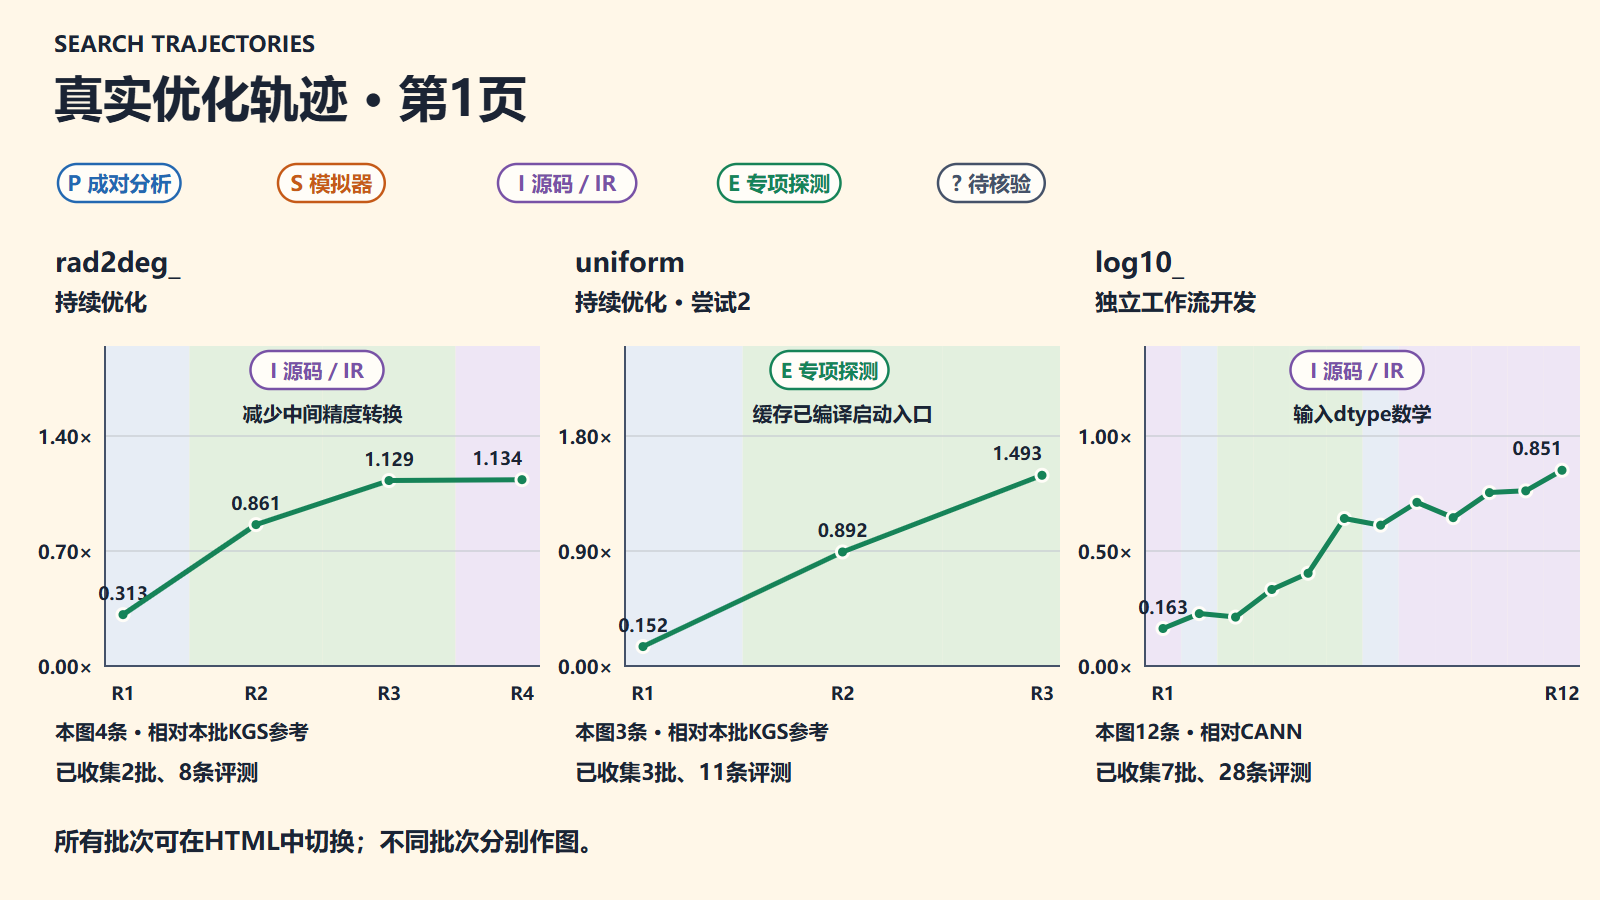 SEARCH TRAJECTORIES
真实优化轨迹·第1页
P 成对分析
S 模拟器
I 源码 / IR
E 专项探测
? 待核验
rad2deg_
持续优化
I 源码 / IR
减少中间精度转换
1.40×
0.70×
0.00×
0.313
0.861
1.129
1.134
R1
R2
R3
R4
本图4条·相对本批KGS参考
已收集2批、8条评测
uniform
持续优化·尝试2
E 专项探测
缓存已编译启动入口
1.80×
0.90×
0.00×
0.152
0.892
1.493
R1
R2
R3
本图3条·相对本批KGS参考
已收集3批、11条评测
log10_
独立工作流开发
I 源码 / IR
输入dtype数学
1.00×
0.50×
0.00×
0.163
0.851
R1
R12
本图12条·相对CANN
已收集7批、28条评测
所有批次可在HTML中切换；不同批次分别作图。